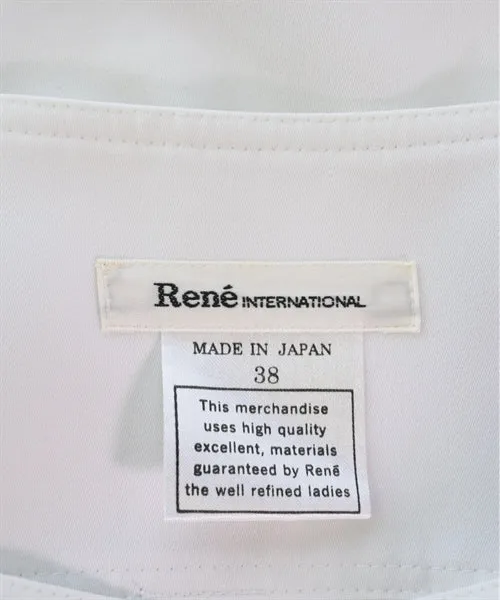 René INTERNATIONAL
MADE IN JAPAN
38
This merchandise
uses high quality
excellent, materials
guaranteed by René
the well refined ladies